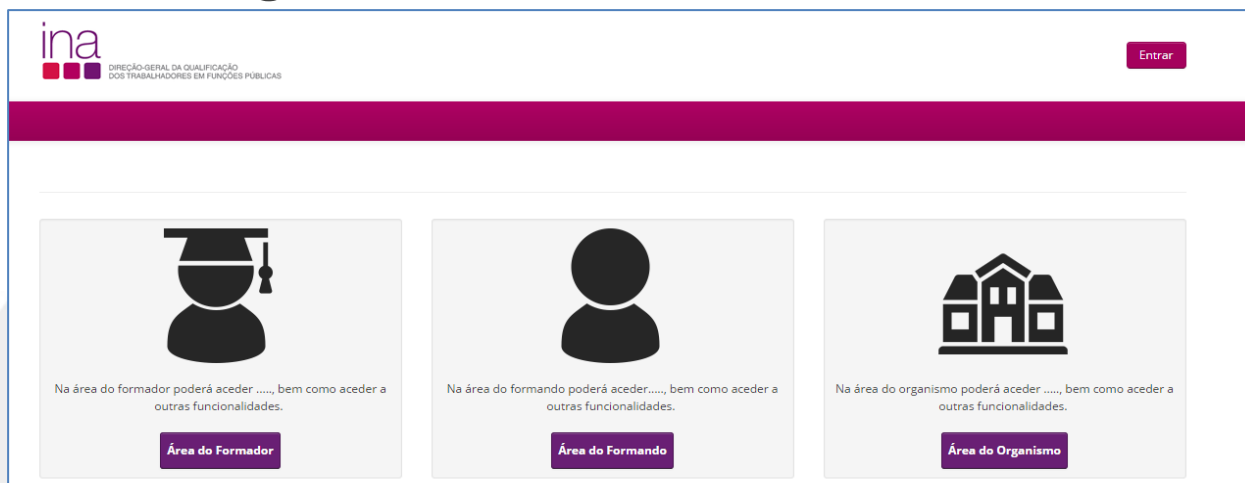 ina
DIREÇÃO-GERAL DA QUALIFICAÇÃO
DOS TRABALHADORES EM FUNÇÕES PÚBLICAS
Entrar
Na área do formador poderá aceder ....., bem como aceder a
outras funcionalidades.
Área do Formador
Na área do formando poderá aceder....., bem como aceder a
outras funcionalidades.
Área do Formando
Na área do organismo poderá aceder ....., bem como aceder a
outras funcionalidades.
Área do Organismo